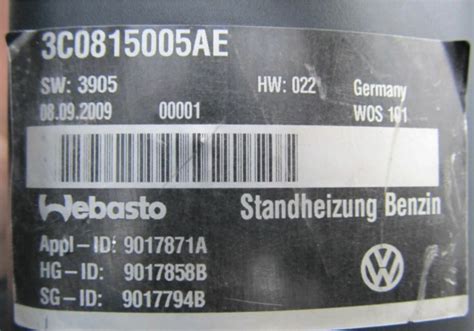 3C0815005AE
SW: 3905 HW: 022 Germany
08.09.2009 00001 WOS 101
Webasto Standheizung Benzin
Appl-ID: 9017871A
HG-ID: 9017858B
SG-ID: 9017794B